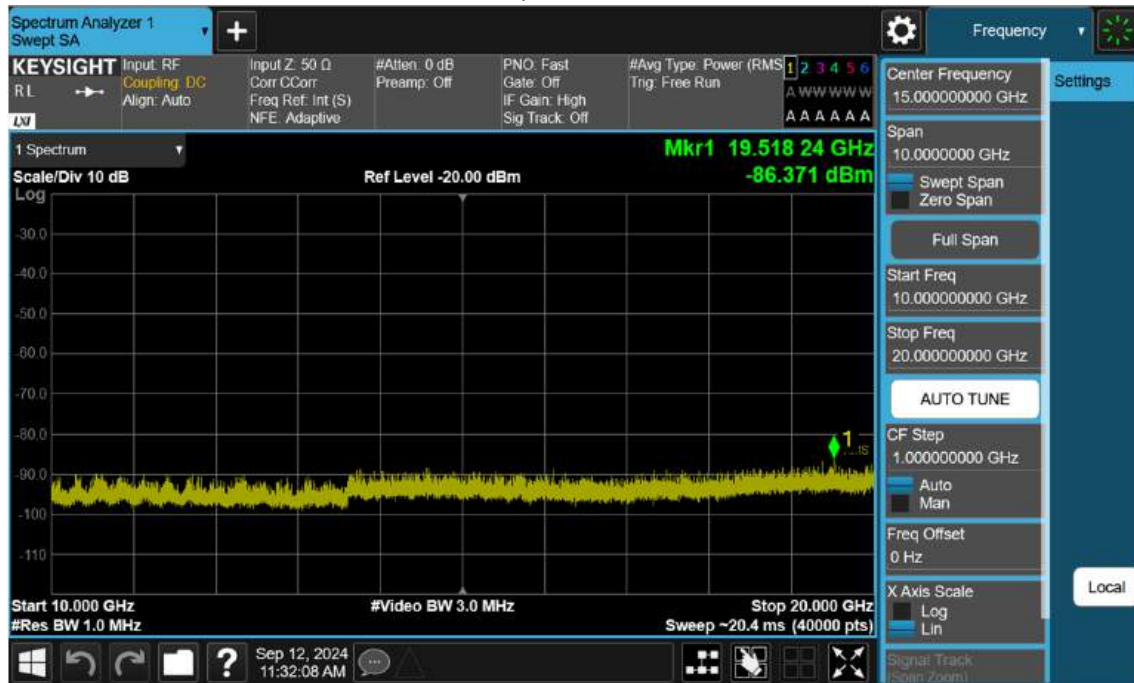 Spectrum Analyzer 1
Swept SA
Frequency
KEYSIGHT
RL
LXI
Input: RF
Coupling: DC
Align: Auto
Input Z: 50 Ω
Corr CCorr
Freq Ref: Int (S)
NFE: Adaptive
#Atten: 0 dB
Preamp: Off
PNO: Fast
Gate: Off
IF Gain: High
Sig Track: Off
#Avg Type: Power (RMS
Trig: Free Run
1 2 3 4 5 6
A W W W W W
A A A A A A
1 Spectrum
Scale/Div 10 dB
Ref Level -20.00 dBm
Mkr1 19.518 24 GHz
-86.371 dBm
Log
-30.0
-40.0
-50.0
-60.0
-70.0
-80.0
-90.0
-100
-110
1
Start 10.000 GHz
#Res BW 1.0 MHz
#Video BW 3.0 MHz
Stop 20.000 GHz
Sweep ~20.4 ms (40000 pts)
Center Frequency
15.000000000 GHz
Span
10.0000000 GHz
Swept Span
Zero Span
Full Span
Start Freq
10.000000000 GHz
Stop Freq
20.000000000 GHz
AUTO TUNE
CF Step
1.000000000 GHz
Auto
Man
Freq Offset
0 Hz
X Axis Scale
Log
Lin
Signal Track
(Span Zoom)
Settings
Local
?
Sep 12, 2024
11:32:08 AM